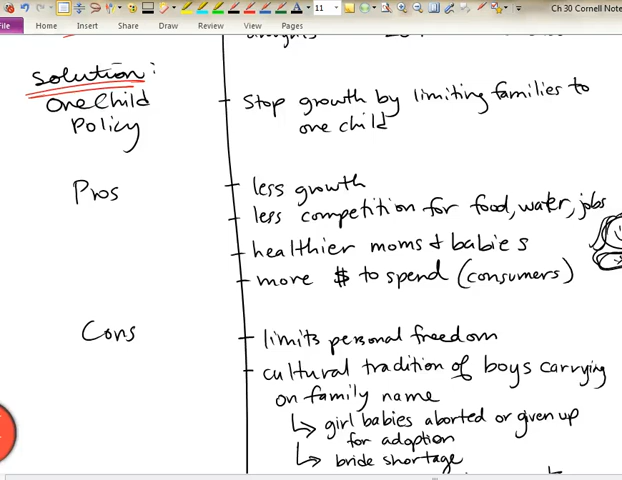 11
Ch 30 Cornell Note
File
Home
Insert
Share
Draw
History
Review
View
Edit
Pages
Solution:
One Child
Policy
Stop growth by limiting families to
one child
Pros
less growth
less competition for food, water, jobs
healthier moms & babies
more $ to spend (consumers)
Cons
limits personal freedom
cultural tradition of boys carrying
on family name
girl babies aborted or given up
for adoption
bride shortage